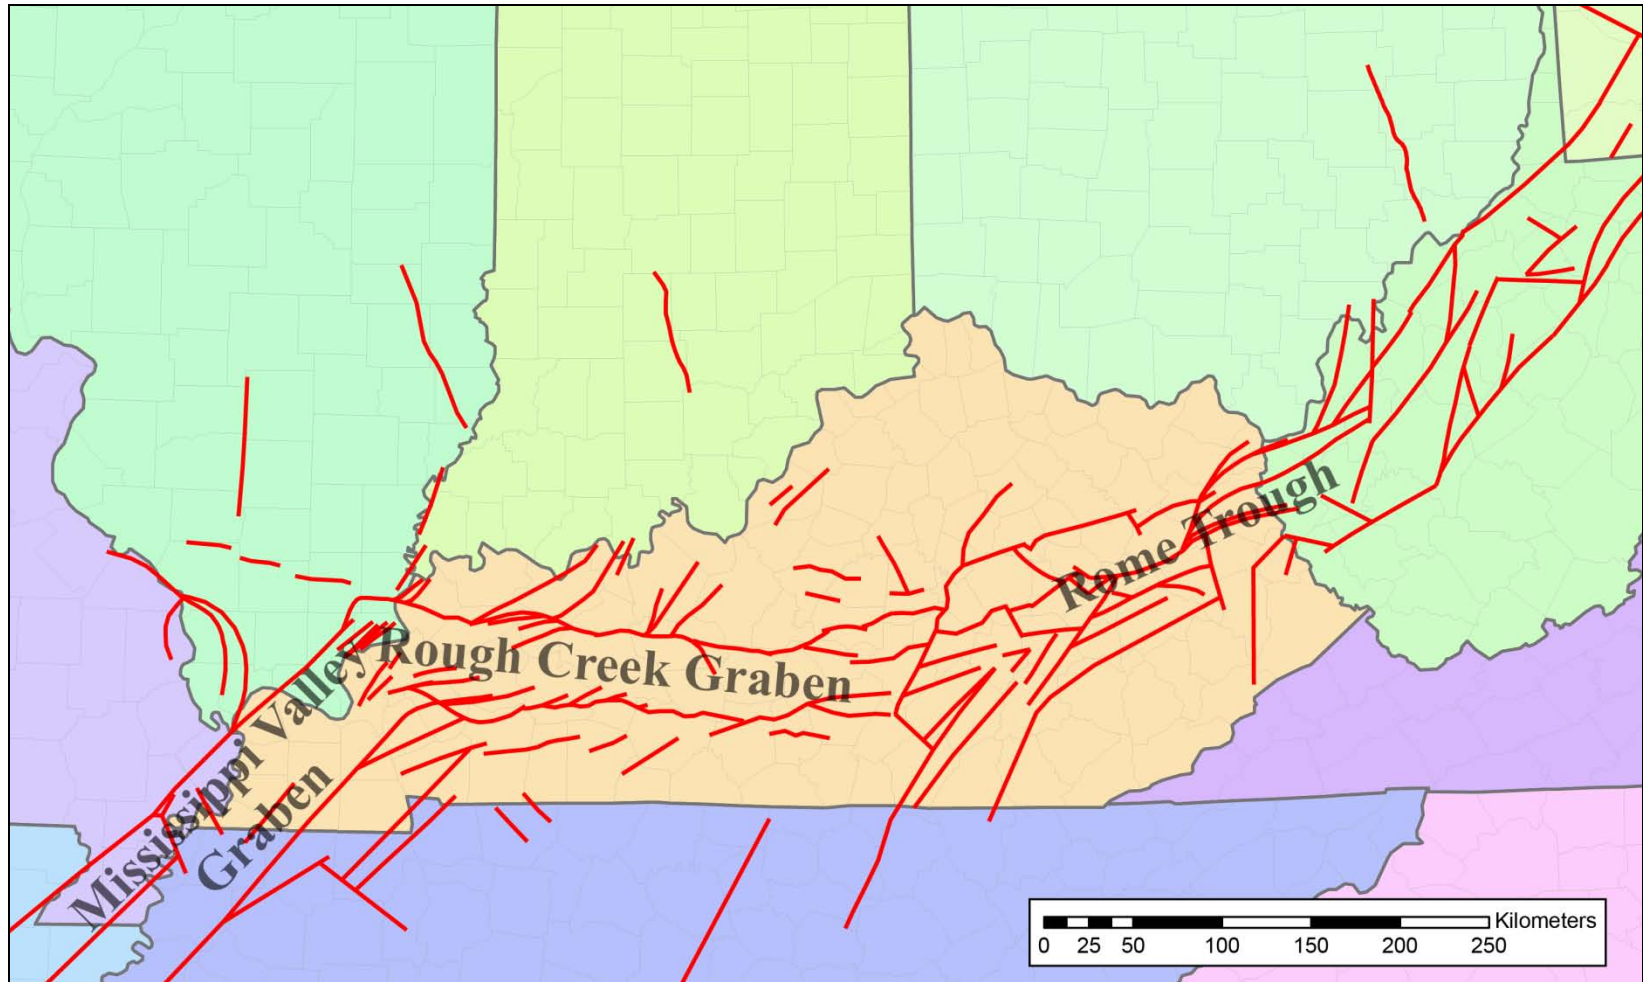 Mississippi Valley
Graben
Rough Creek Graben
Rome Trough
Kilometers
0 25 50 100 150 200 250